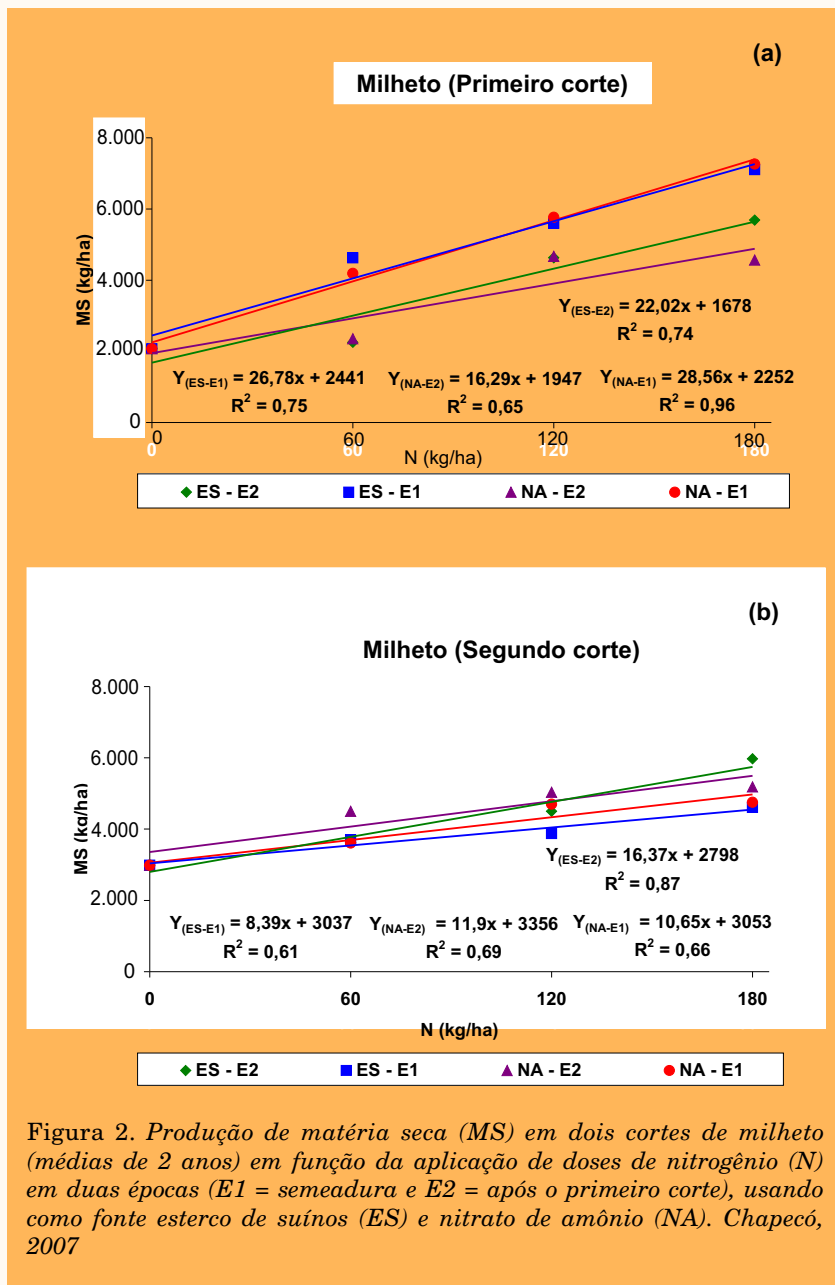 (a)
Milheto (Primeiro corte)
8.000
6.000
4.000
2.000
0
MS (kg/ha)
Y(ES-E2) = 22,02x + 1678
R² = 0,74
Y(ES-E1) = 26,78x + 2441
R² = 0,75
Y(NA-E2) = 16,29x + 1947
R² = 0,65
Y(NA-E1) = 28,56x + 2252
R² = 0,96
0 60 120 180
0 60 120 180
N (kg/ha)
ES - E2 ES - E1 NA - E2 NA - E1
(b)
Milheto (Segundo corte)
8.000
6.000
4.000
2.000
0
MS (kg/ha)
Y(ES-E2) = 16,37x + 2798
R² = 0,87
Y(ES-E1) = 8,39x + 3037
R² = 0,61
Y(NA-E2) = 11,9x + 3356
R² = 0,69
Y(NA-E1) = 10,65x + 3053
R² = 0,66
0 60 120 180
N (kg/ha)
ES - E2 ES - E1 NA - E2 NA - E1
Figura 2. Produção de matéria seca (MS) em dois cortes de milheto
(médias de 2 anos) em função da aplicação de doses de nitrogênio (N)
em duas épocas (E1 = semeadura e E2 = após o primeiro corte), usando
como fonte esterco de suínos (ES) e nitrato de amônio (NA). Chapecó,
2007